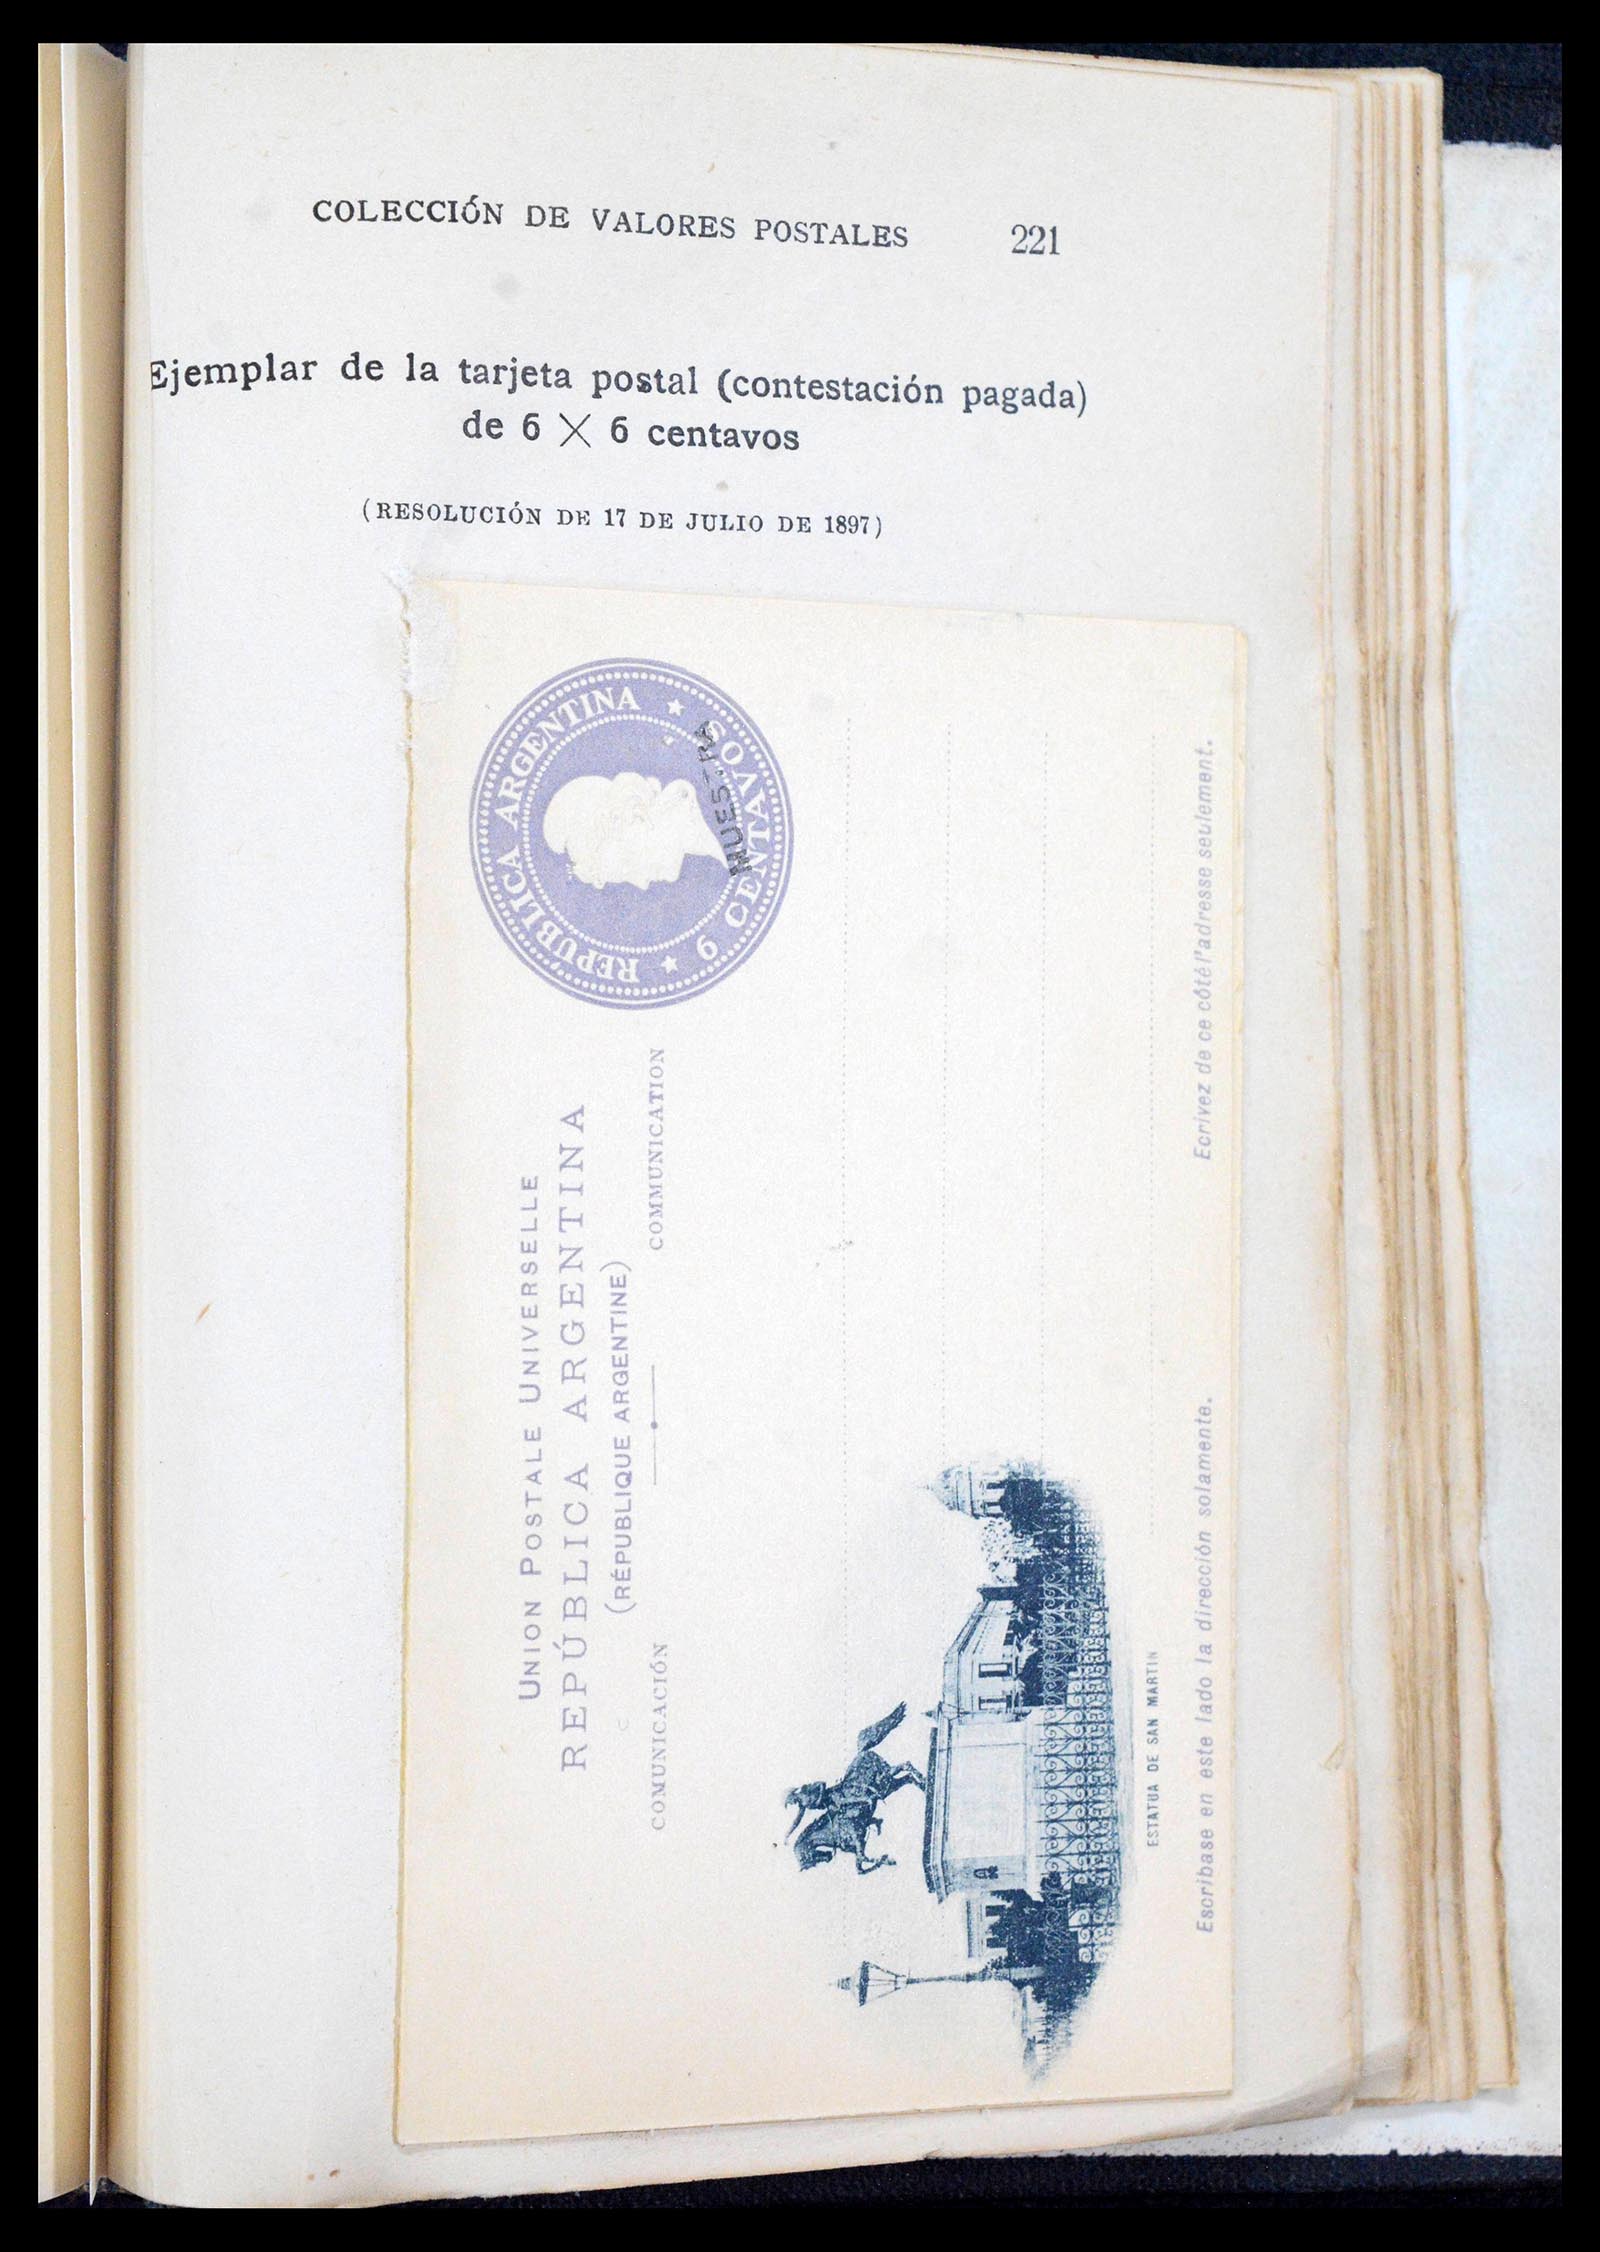 COLECCIÓN DE VALORES POSTALES 221
Ejemplar de la tarjeta postal (contestación pagada)
de 6 X 6 centavos
(RESOLUCIÓN DE 17 DE JULIO DE 1897)
UNION POSTALE UNIVERSELLE
REPÚBLICA ARGENTINA
(RÉPUBLIQUE ARGENTINE)
COMUNICACIÓN COMMUNICATION
REPUBLICA ARGENTINA
6 CENTAVOS
MUESTRA
ESTATUA DE SAN MARTIN
Escribase en este lado la dirección solamente. Ecrivez de ce côté l'adresse seulement.